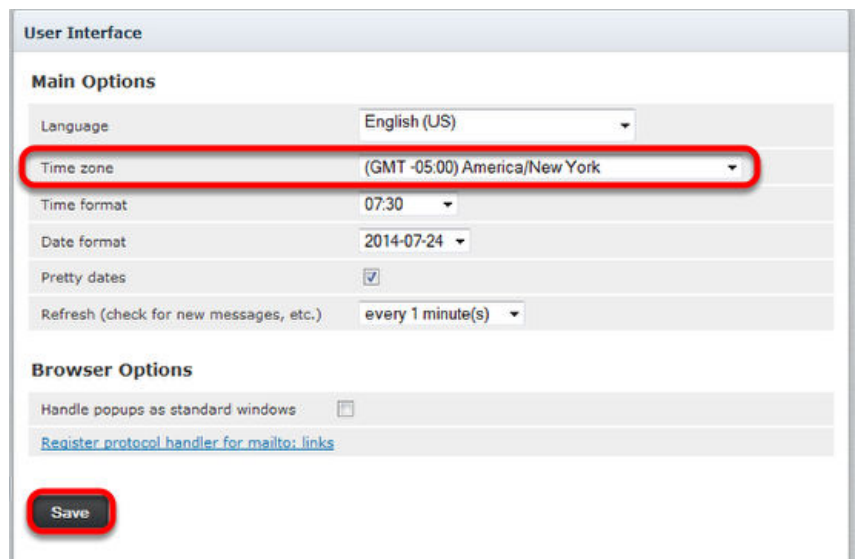 User Interface
Main Options
Language English (US)
Time zone (GMT -05:00) America/New York
Time format 07:30
Date format 2014-07-24
Pretty dates
Refresh (check for new messages, etc.) every 1 minute(s)
Browser Options
Handle popups as standard windows
Register protocol handler for mailto: links
Save